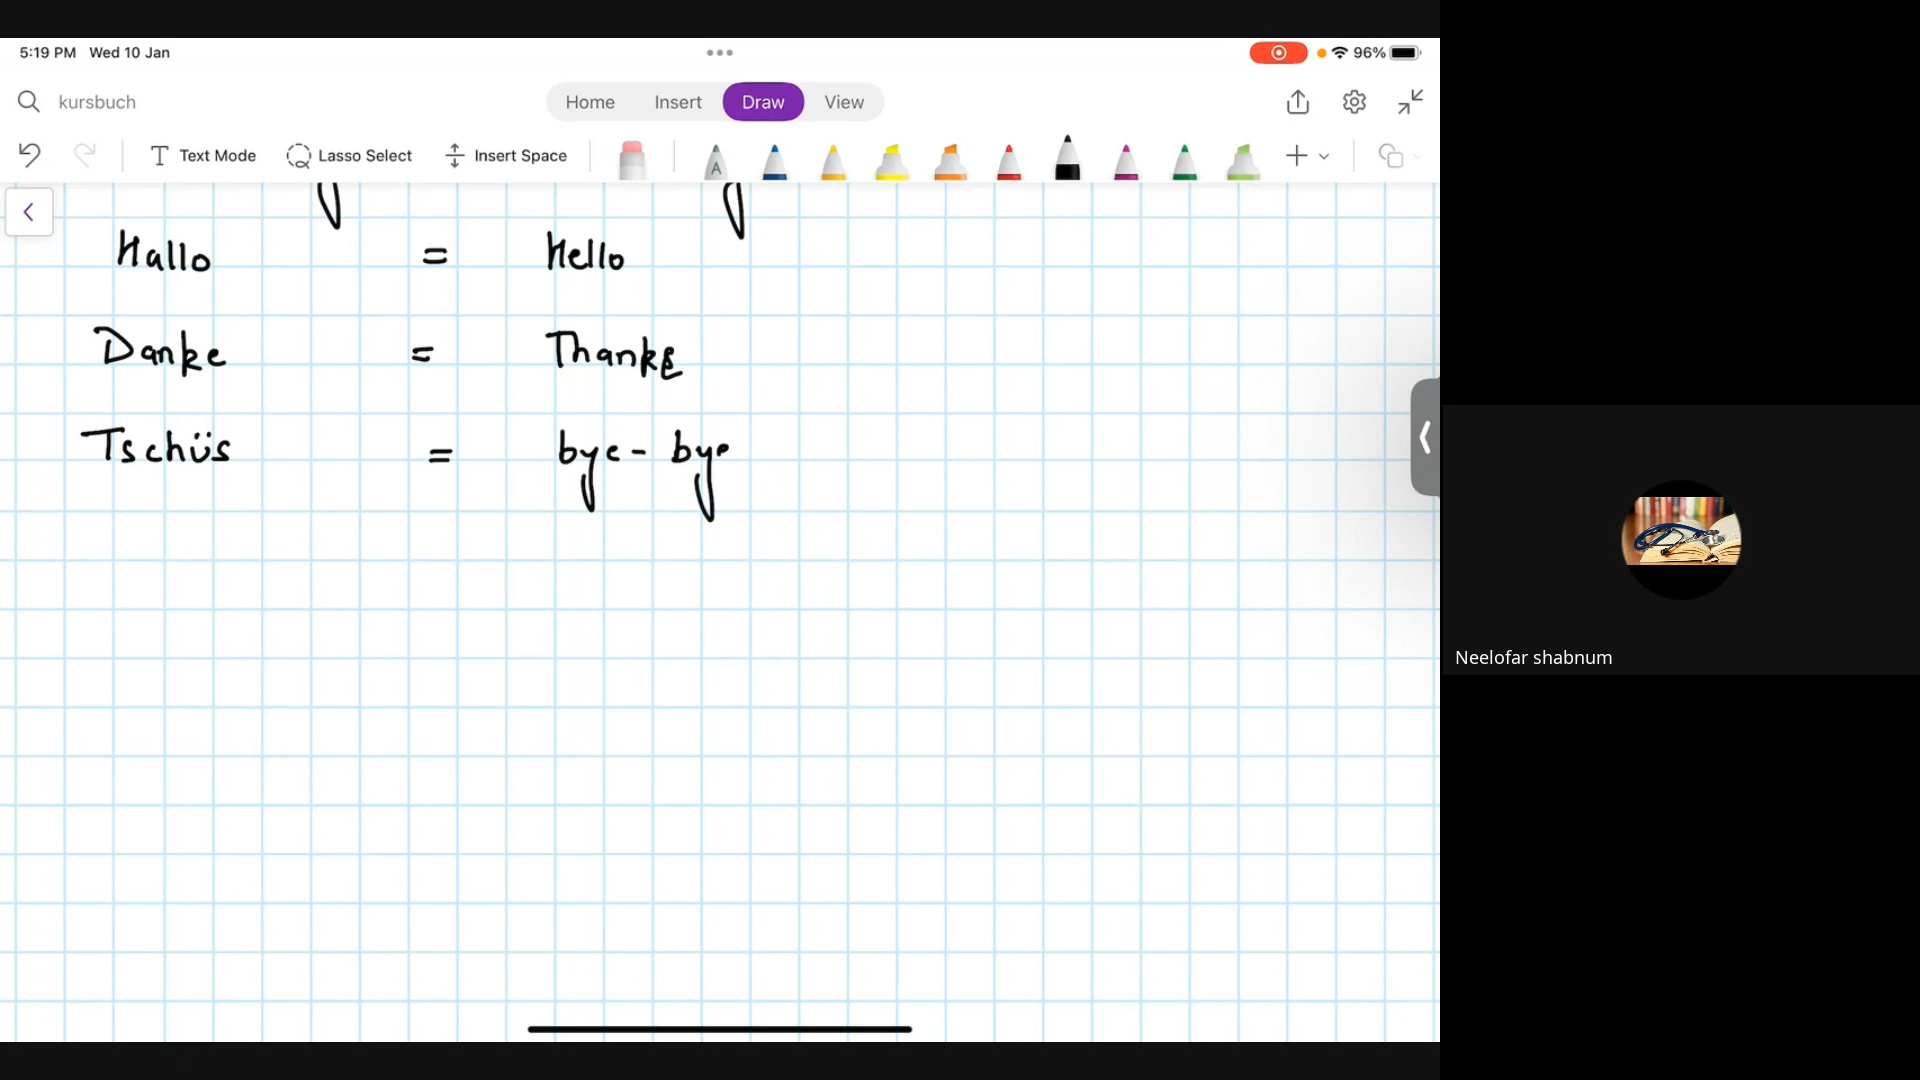 5:19 PM Wed 10 Jan 96%
kursbuch Home Insert Draw View
Text Mode Lasso Select Insert Space A
Hallo = Hello
Danke = Thanks
Tschüs = bye - bye
Neelofar shabnum